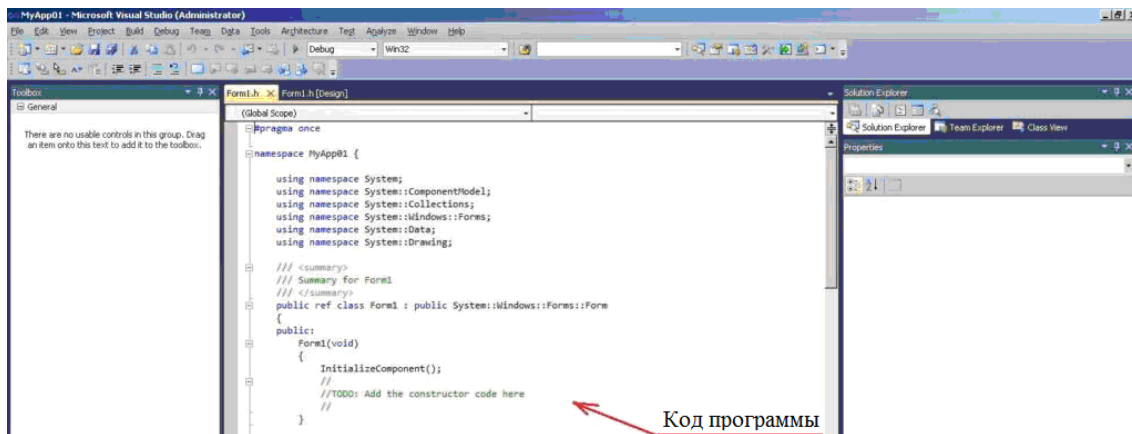 MyApp01 - Microsoft Visual Studio (Administrator)
File Edit View Project Build Debug Team Data Tools Architecture Test Analyze Window Help
Debug Win32
Toolbox
General
There are no usable controls in this group. Drag
an item onto this text to add it to the toolbox.
Form1.h Form1.h [Design]
(Global Scope)
#pragma once
namespace MyApp01 {
using namespace System;
using namespace System::ComponentModel;
using namespace System::Collections;
using namespace System::Windows::Forms;
using namespace System::Data;
using namespace System::Drawing;
/// <summary>
/// Summary for Form1
/// </summary>
public ref class Form1 : public System::Windows::Forms::Form
{
public:
Form1(void)
{
InitializeComponent();
//
//TODO: Add the constructor code here
//
}
Код программы
Solution Explorer
Solution Explorer Team Explorer Class View
Properties